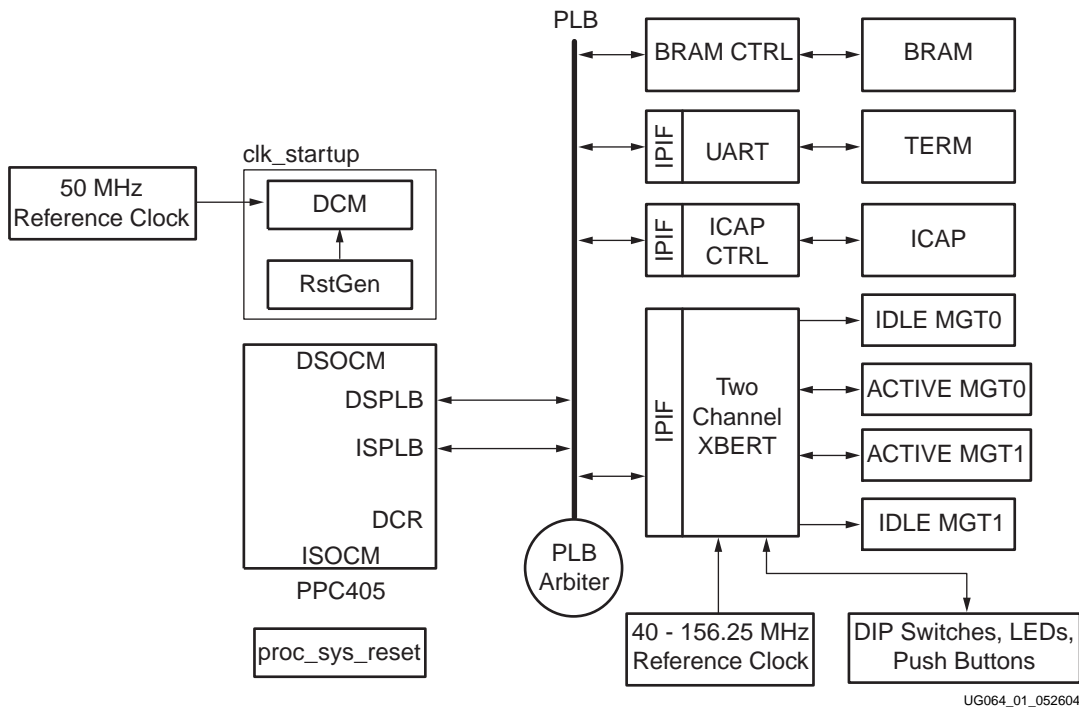 PLB
BRAM CTRL
BRAM
IPIF
UART
TERM
clk_startup
50 MHz
Reference Clock
DCM
RstGen
IPIF
ICAP
CTRL
ICAP
IDLE MGT0
DSOCM
DSPLB
ISPLB
DCR
ISOCM
PPC405
IPIF
Two
Channel
XBERT
ACTIVE MGT0
ACTIVE MGT1
IDLE MGT1
PLB
Arbiter
proc_sys_reset
40 - 156.25 MHz
Reference Clock
DIP Switches, LEDs,
Push Buttons
UG064_01_052604